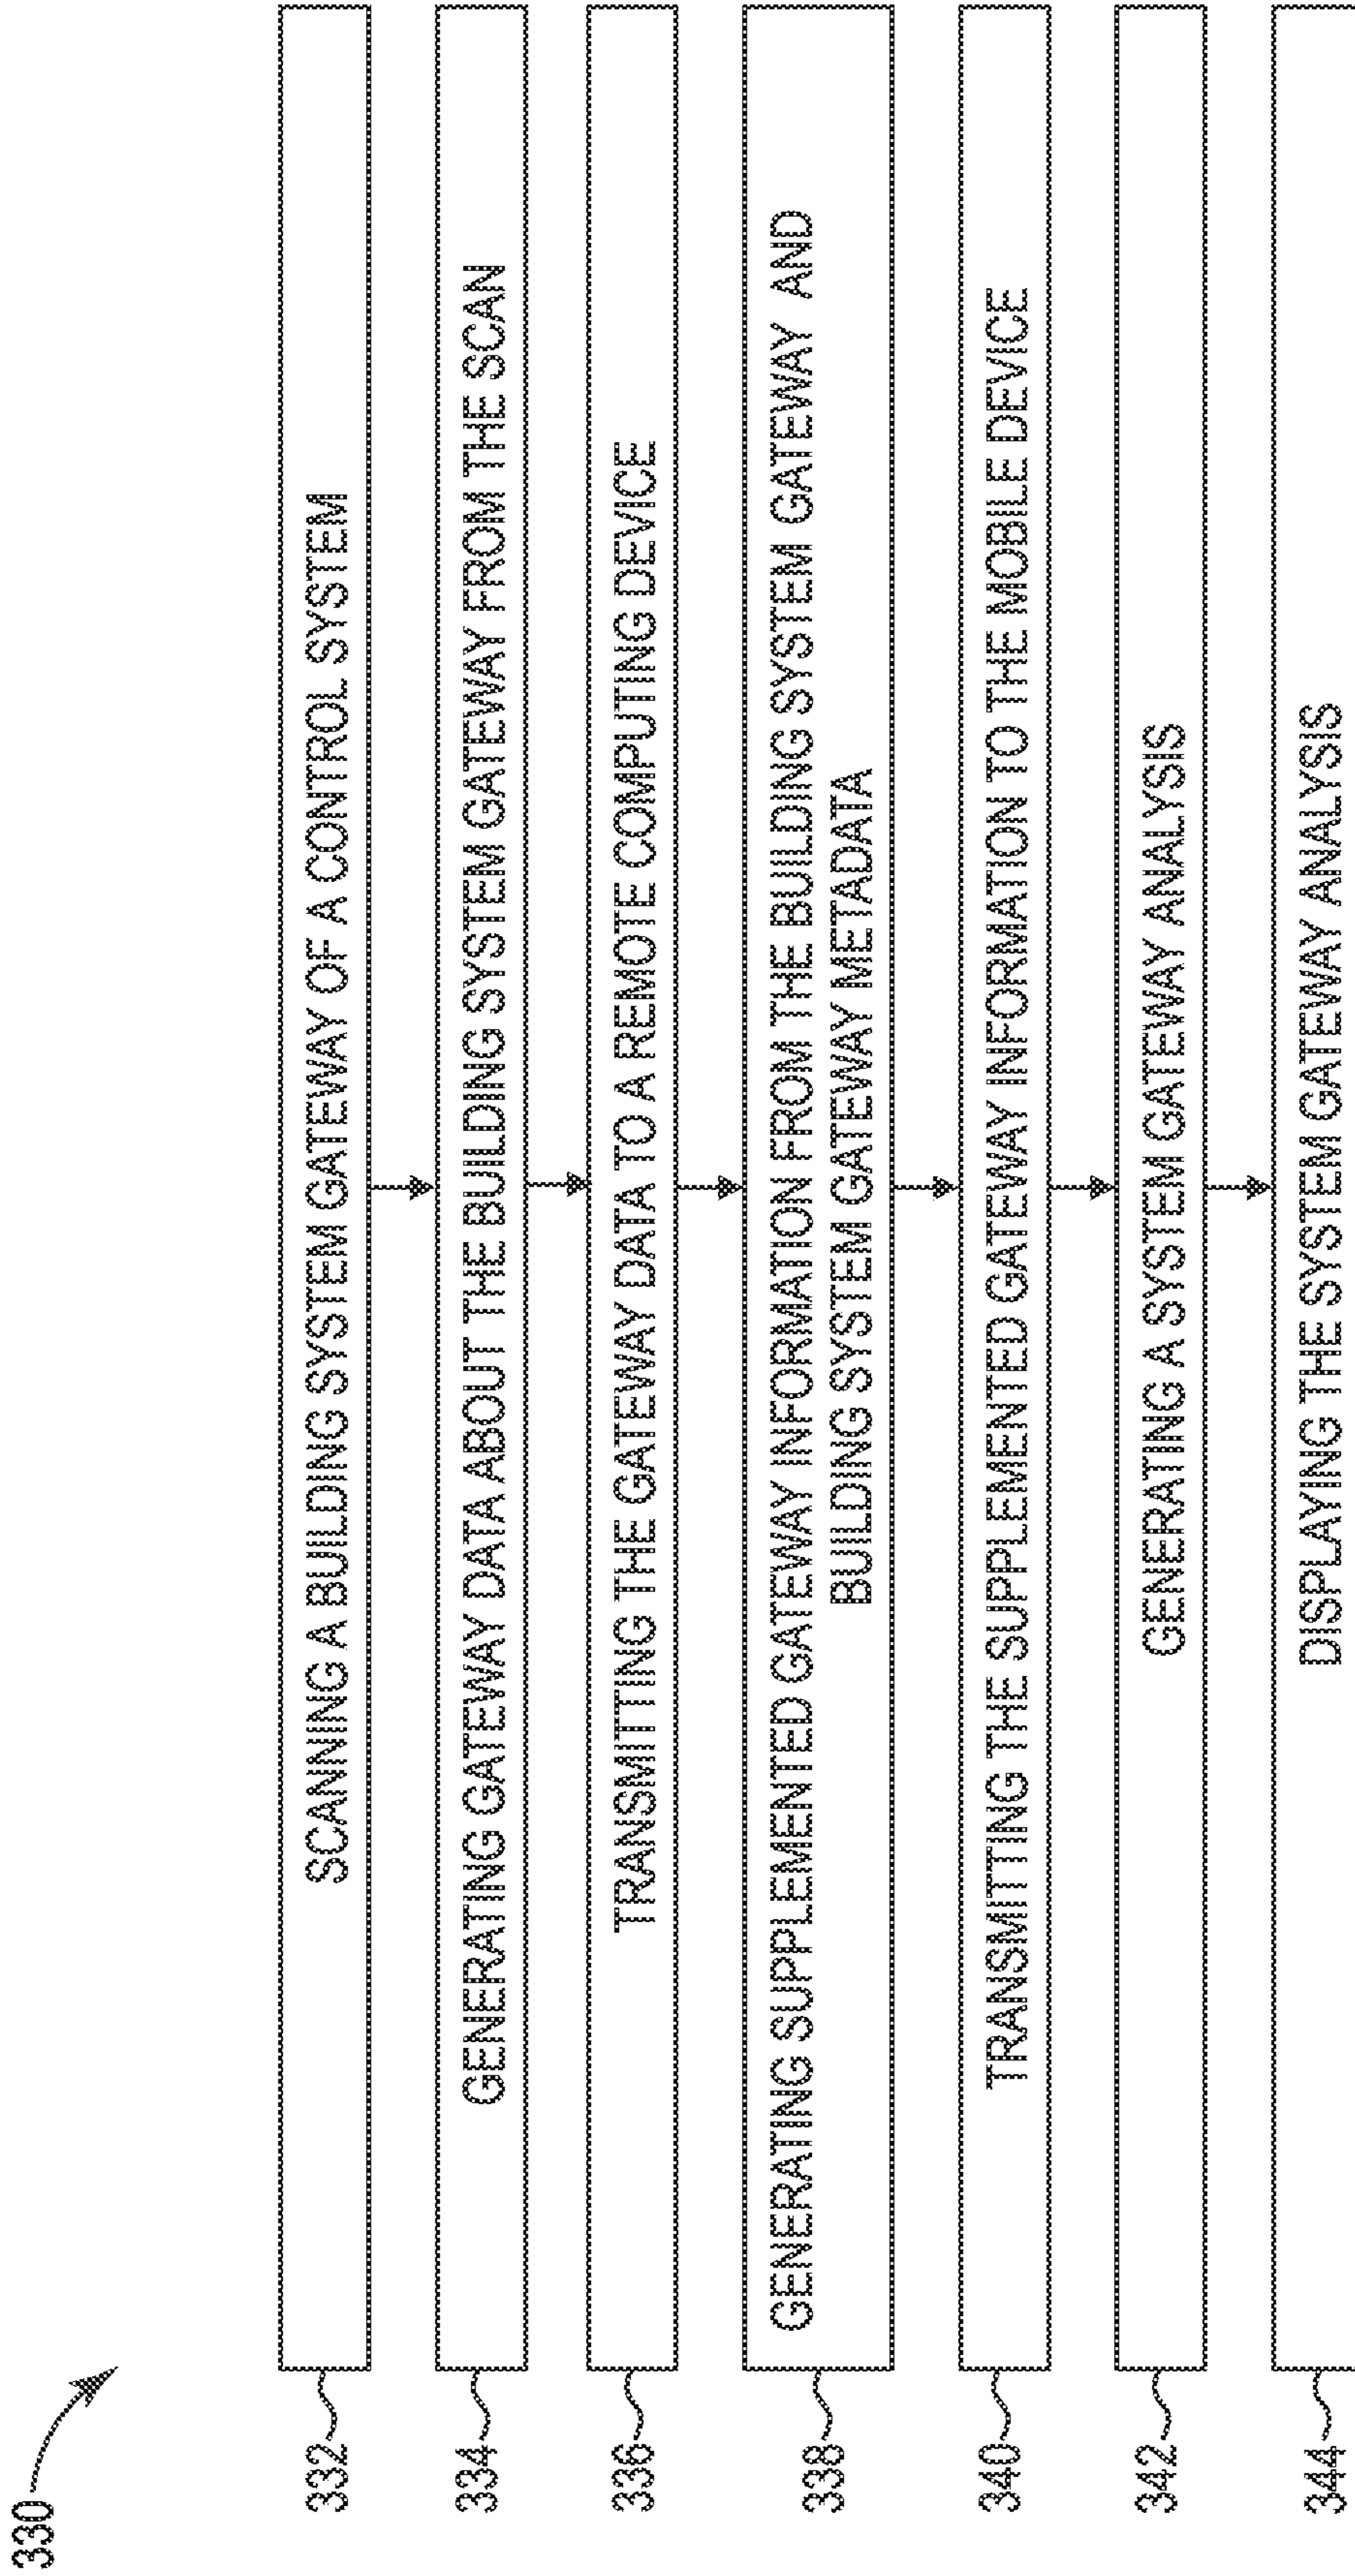 330
332
SCANNING A BUILDING SYSTEM GATEWAY OF A CONTROL SYSTEM
334
GENERATING GATEWAY DATA ABOUT THE BUILDING SYSTEM GATEWAY FROM THE SCAN
336
TRANSMITTING THE GATEWAY DATA TO A REMOTE COMPUTING DEVICE
338
GENERATING SUPPLEMENTED GATEWAY INFORMATION FROM THE BUILDING SYSTEM GATEWAY AND
BUILDING SYSTEM GATEWAY METADATA
340
TRANSMITTING THE SUPPLEMENTED GATEWAY INFORMATION TO THE MOBILE DEVICE
342
GENERATING A SYSTEM GATEWAY ANALYSIS
344
DISPLAYING THE SYSTEM GATEWAY ANALYSIS